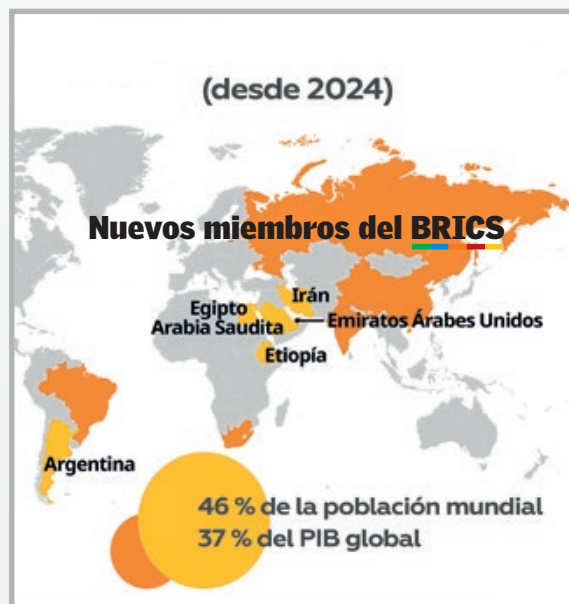 (desde 2024)
Nuevos miembros del BRICS
Irán
Egipto
Arabia Saudita
Emiratos Árabes Unidos
Etiopía
Argentina
46 % de la población mundial
37 % del PIB global